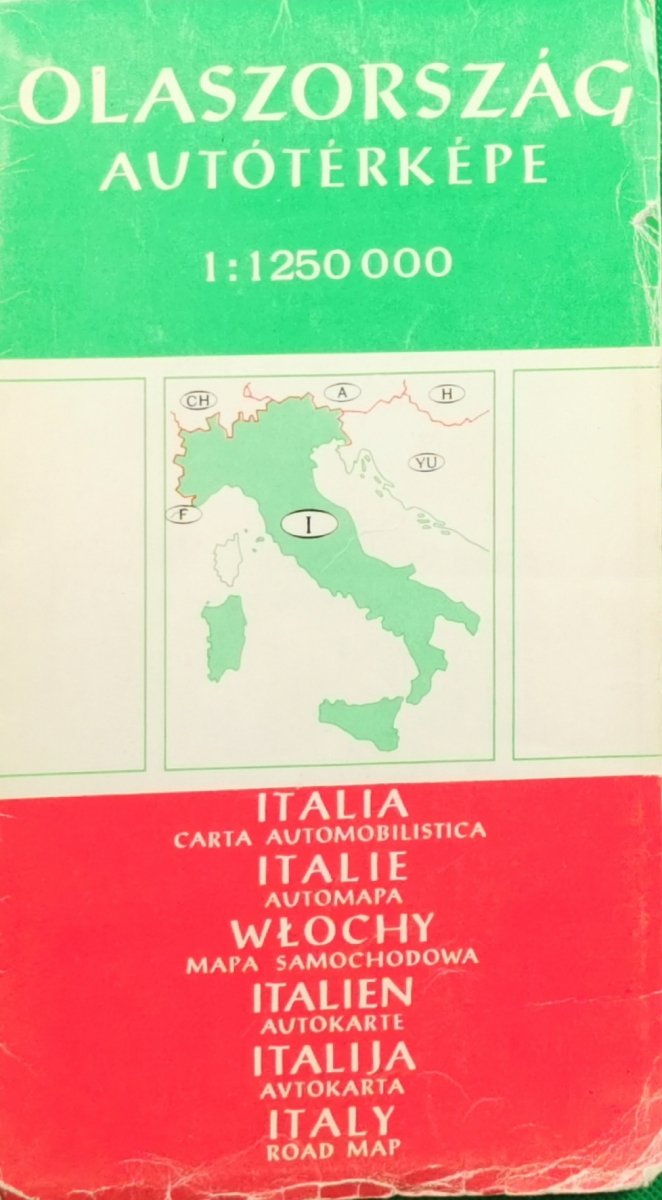 OLASZORSZÁG
AUTÓTÉRKÉPE
1:1250 000
CH
A
H
YU
F
I
ITALIA
CARTA AUTOMOBILISTICA
ITALIE
AUTOMAPA
WŁOCHY
MAPA SAMOCHODOWA
ITALIEN
AUTOKARTE
ITALIJA
AVTOKARTA
ITALY
ROAD MAP